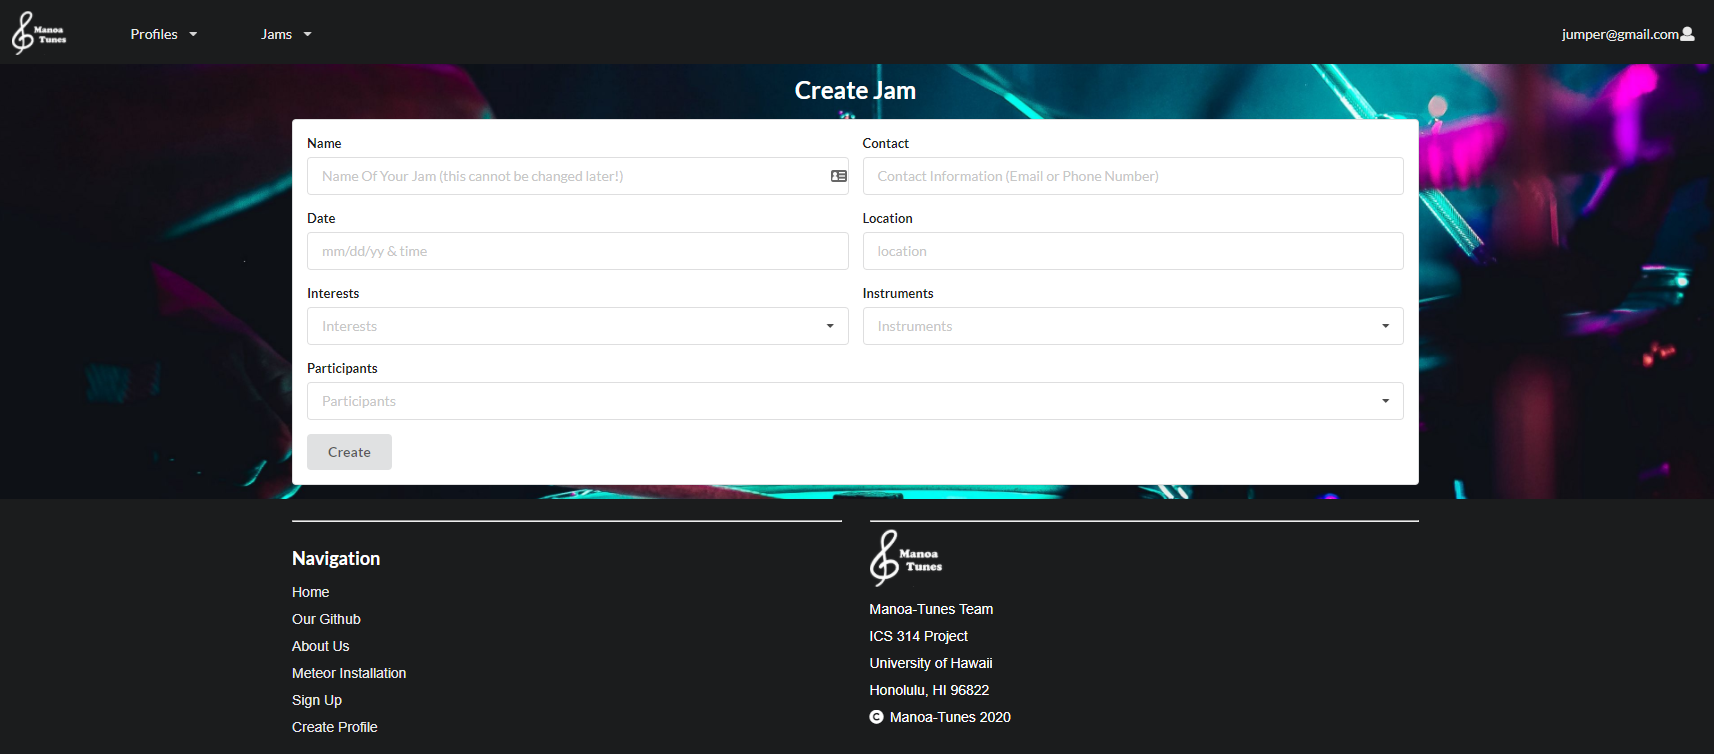 Manoa
Tunes
Profiles
Jams
jumper@gmail.com
Create Jam
Name
Contact
Name Of Your Jam (this cannot be changed later!)
Contact Information (Email or Phone Number)
Date
Location
mm/dd/yy & time
location
Interests
Instruments
Interests
Instruments
Participants
Participants
Create
Navigation
Home
Our Github
About Us
Meteor Installation
Sign Up
Create Profile
Manoa
Tunes
Manoa-Tunes Team
ICS 314 Project
University of Hawaii
Honolulu, HI 96822
© Manoa-Tunes 2020